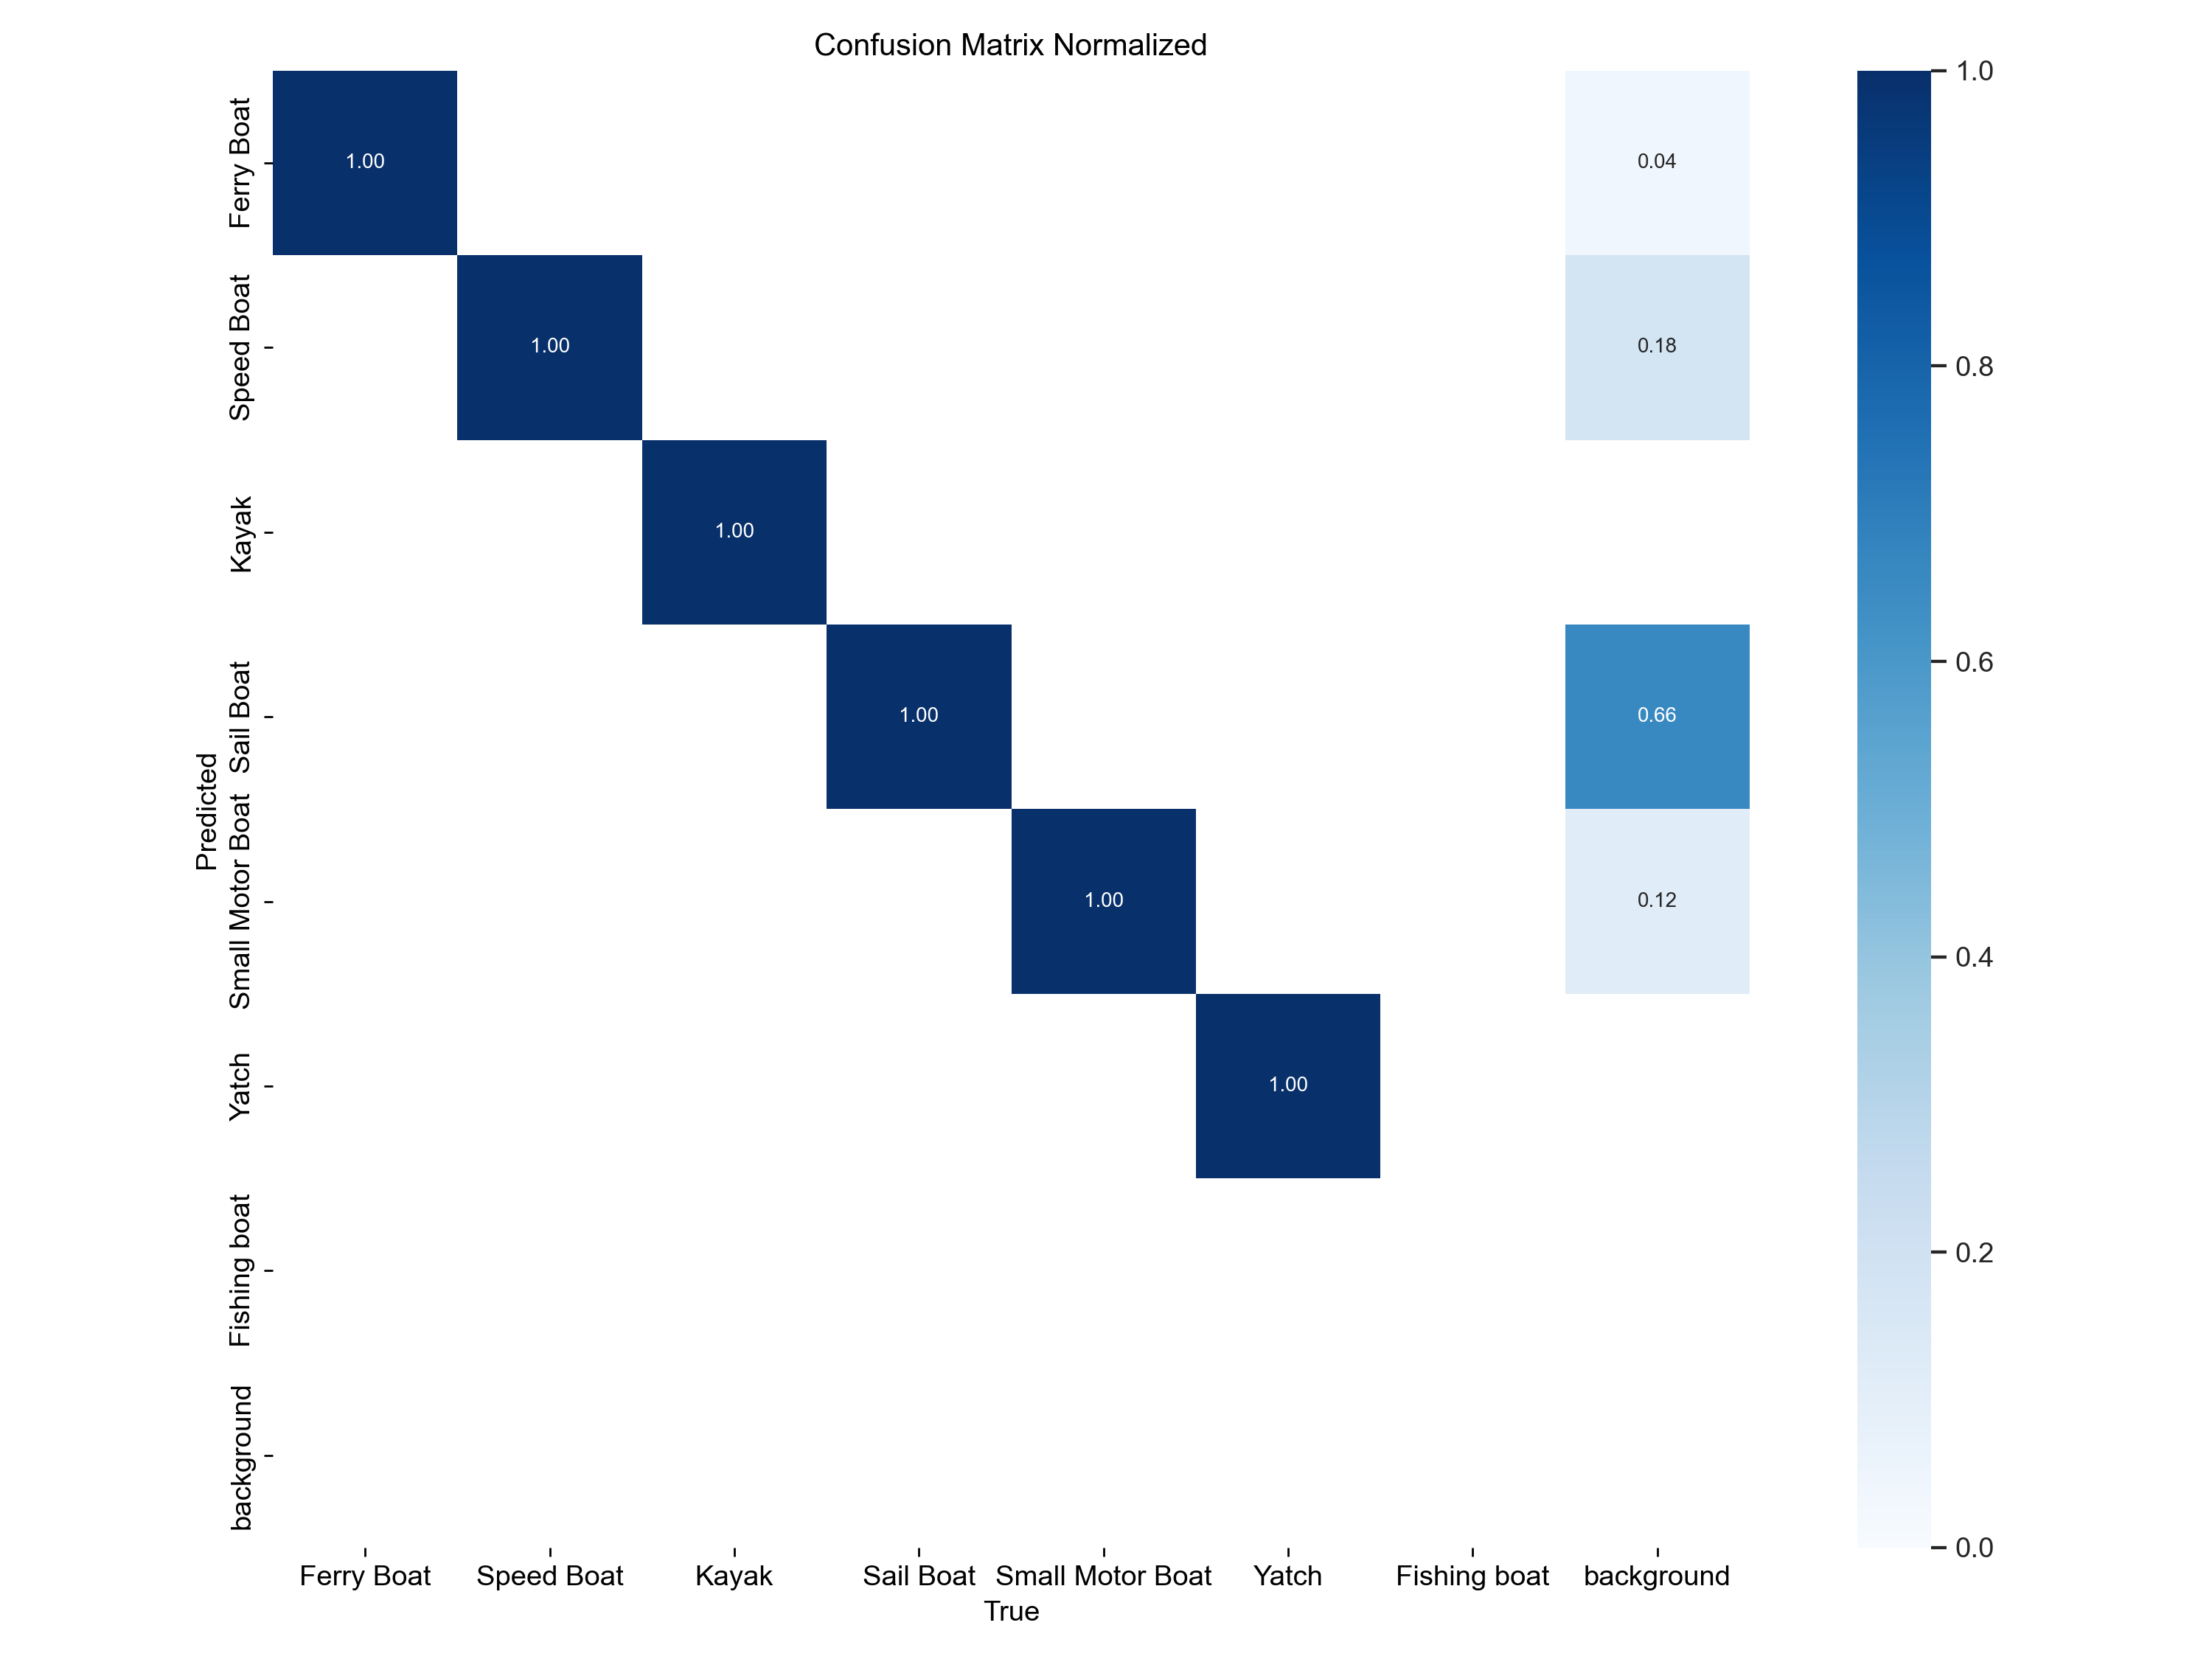 Confusion Matrix Normalized
Ferry Boat
Speed Boat
Kayak
Sail Boat
Small Motor Boat
Yatch
Fishing boat
background
Predicted
1.00
0.04
1.00
0.18
1.00
1.00
0.66
1.00
0.12
1.00
1.0
0.8
0.6
0.4
0.2
0.0
Ferry Boat Speed Boat Kayak Sail Boat Small Motor Boat Yatch Fishing boat background
True